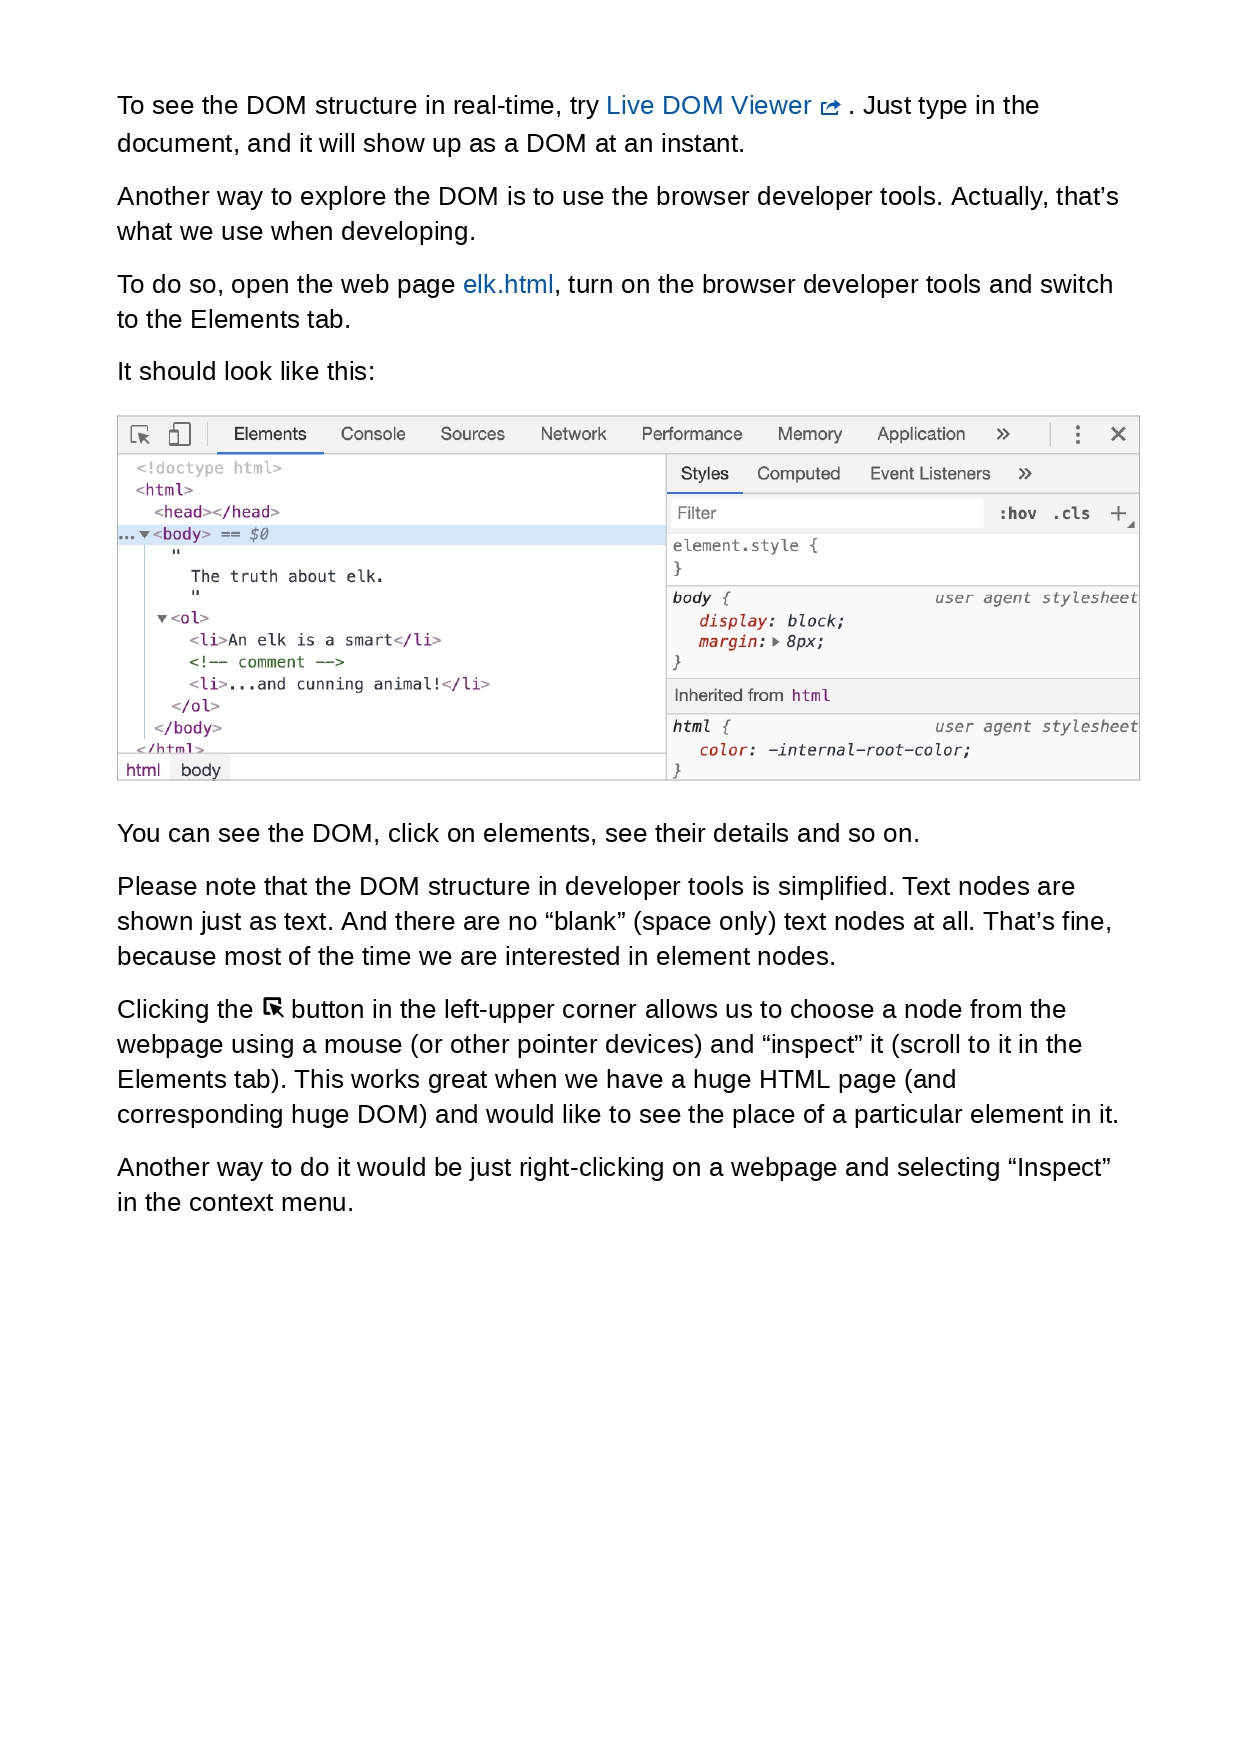 To see the DOM structure in real-time, try Live DOM Viewer . Just type in the
document, and it will show up as a DOM at an instant.
Another way to explore the DOM is to use the browser developer tools. Actually, that’s
what we use when developing.
To do so, open the web page elk.html, turn on the browser developer tools and switch
to the Elements tab.
It should look like this:
Elements Console Sources Network Performance Memory Application »
<!doctype html>
<html>
<head></head>
…▼<body> == $0
"
The truth about elk.
"
▼<ol>
<li>An elk is a smart</li>
<!-- comment -->
<li>...and cunning animal!</li>
</ol>
</body>
</html>
html body
Styles Computed Event Listeners »
Filter :hov .cls +
element.style {
}
body { user agent stylesheet
display: block;
margin:▶ 8px;
}
Inherited from html
html { user agent stylesheet
color: -internal-root-color;
}
You can see the DOM, click on elements, see their details and so on.
Please note that the DOM structure in developer tools is simplified. Text nodes are
shown just as text. And there are no “blank” (space only) text nodes at all. That’s fine,
because most of the time we are interested in element nodes.
Clicking the button in the left-upper corner allows us to choose a node from the
webpage using a mouse (or other pointer devices) and “inspect” it (scroll to it in the
Elements tab). This works great when we have a huge HTML page (and
corresponding huge DOM) and would like to see the place of a particular element in it.
Another way to do it would be just right-clicking on a webpage and selecting “Inspect”
in the context menu.